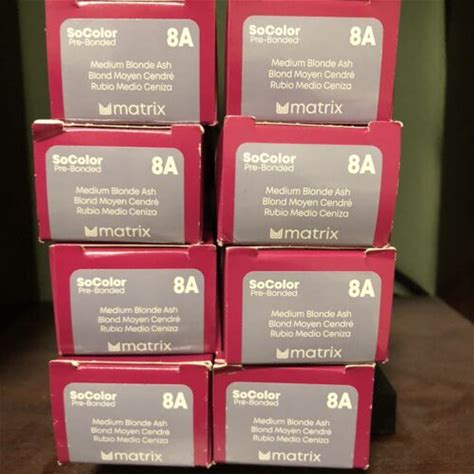 SoColor 8A
Pre-Bonded
Medium Blonde Ash
Blond Moyen Cendré
Rubio Medio Ceniza
matrix
SoColor 8A
Pre-Bonded
Medium Blonde Ash
Blond Moyen Cendré
Rubio Medio Ceniza
matrix
SoColor 8A
Pre-Bonded
Medium Blonde Ash
Blond Moyen Cendré
Rubio Medio Ceniza
matrix
SoColor 8A
Pre-Bonded
Medium Blonde Ash
Blond Moyen Cendré
Rubio Medio Ceniza
matrix
SoColor 8A
Pre-Bonded
Medium Blonde Ash
Blond Moyen Cendré
Rubio Medio Ceniza
matrix
SoColor 8A
Pre-Bonded
Medium Blonde Ash
Blond Moyen Cendré
Rubio Medio Ceniza
matrix
SoColor 8A
Pre-Bonded
Medium Blonde Ash
Blond Moyen Cendré
Rubio Medio Ceniza
matrix
SoColor 8A
Pre-Bonded
Medium Blonde Ash
Blond Moyen Cendré
Rubio Medio Ceniza
matrix